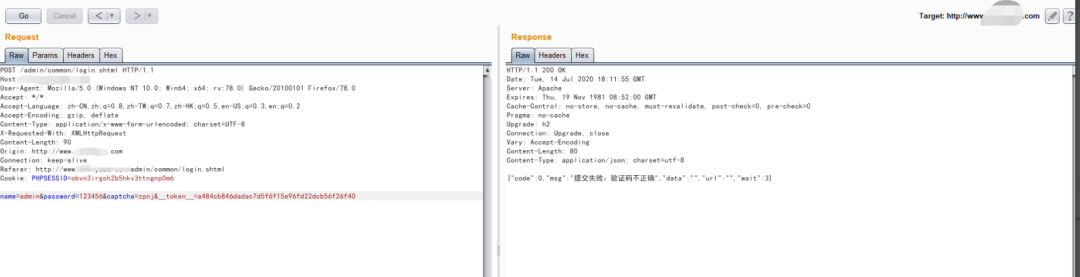 Go Cancel < > Target: http://www .com ?
Request
Raw Params Headers Hex
POST /admin/common/login.shtml HTTP/1.1
Host:
User-Agent: Mozilla/5.0 (Windows NT 10.0; Win64; x64; rv:78.0) Gecko/20100101 Firefox/78.0
Accept: */*
Accept-Language: zh-CN,zh;q=0.8,zh-TW;q=0.7,zh-HK;q=0.5,en-US;q=0.3,en;q=0.2
Accept-Encoding: gzip, deflate
Content-Type: application/x-www-form-urlencoded; charset=UTF-8
X-Requested-With: XMLHttpRequest
Content-Length: 90
Origin: http://www. .com
Connection: keep-alive
Referer: http://www. admin/common/login.shtml
Cookie: PHPSESSID=obvn3irgoh2b5hkv3ttngnp0m6
name=admin&password=123456&captcha=zpnj&__token__=a484cb846dadac7d5f6f15e96fd22dcb56f26f40
Response
Raw Headers Hex
HTTP/1.1 200 OK
Date: Tue, 14 Jul 2020 18:11:55 GMT
Server: Apache
Expires: Thu, 19 Nov 1981 08:52:00 GMT
Cache-Control: no-store, no-cache, must-revalidate, post-check=0, pre-check=0
Pragma: no-cache
Upgrade: h2
Connection: Upgrade, close
Vary: Accept-Encoding
Content-Length: 80
Content-Type: application/json; charset=utf-8
{"code":0,"msg":"提交失败：验证码不正确","data":"","url":"","wait":3}